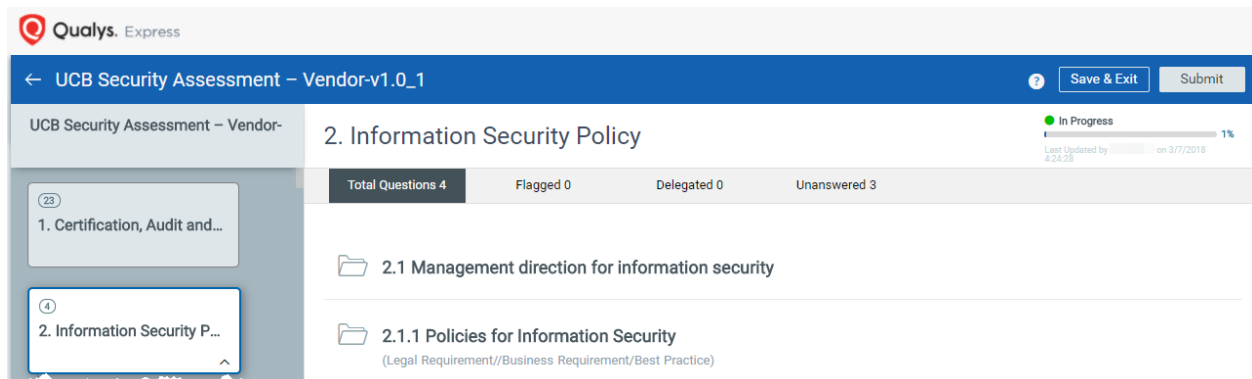 Qualys. Express
← UCB Security Assessment – Vendor-v1.0_1
? Save & Exit Submit
UCB Security Assessment – Vendor-
2. Information Security Policy
In Progress
1%
Last Updated by on 3/7/2018
4:24:28
Total Questions 4 Flagged 0 Delegated 0 Unanswered 3
23
1. Certification, Audit and...
2.1 Management direction for information security
4
2. Information Security P...
2.1.1 Policies for Information Security
(Legal Requirement//Business Requirement/Best Practice)